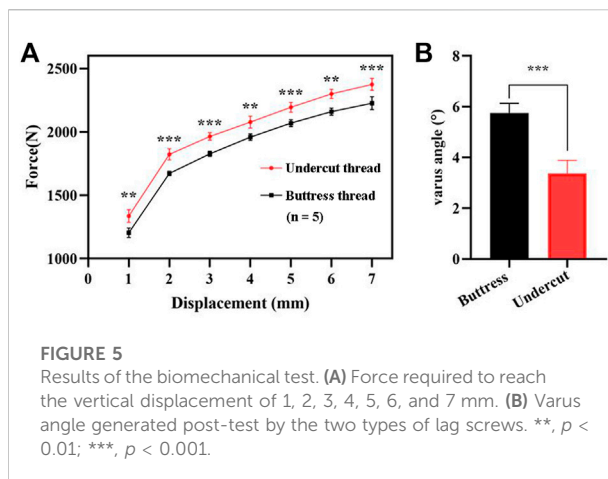 A
B
2500
2000
1500
1000
Force(N)
** *** *** ** *** ** ***
Undercut thread
Buttress thread
(n = 5)
0 1 2 3 4 5 6 7
Displacement (mm)
8
6
4
2
0
varus angle (°)
***
Buttress
Undercut
FIGURE 5
Results of the biomechanical test. (A) Force required to reach
the vertical displacement of 1, 2, 3, 4, 5, 6, and 7 mm. (B) Varus
angle generated post-test by the two types of lag screws. **, p <
0.01; ***, p < 0.001.